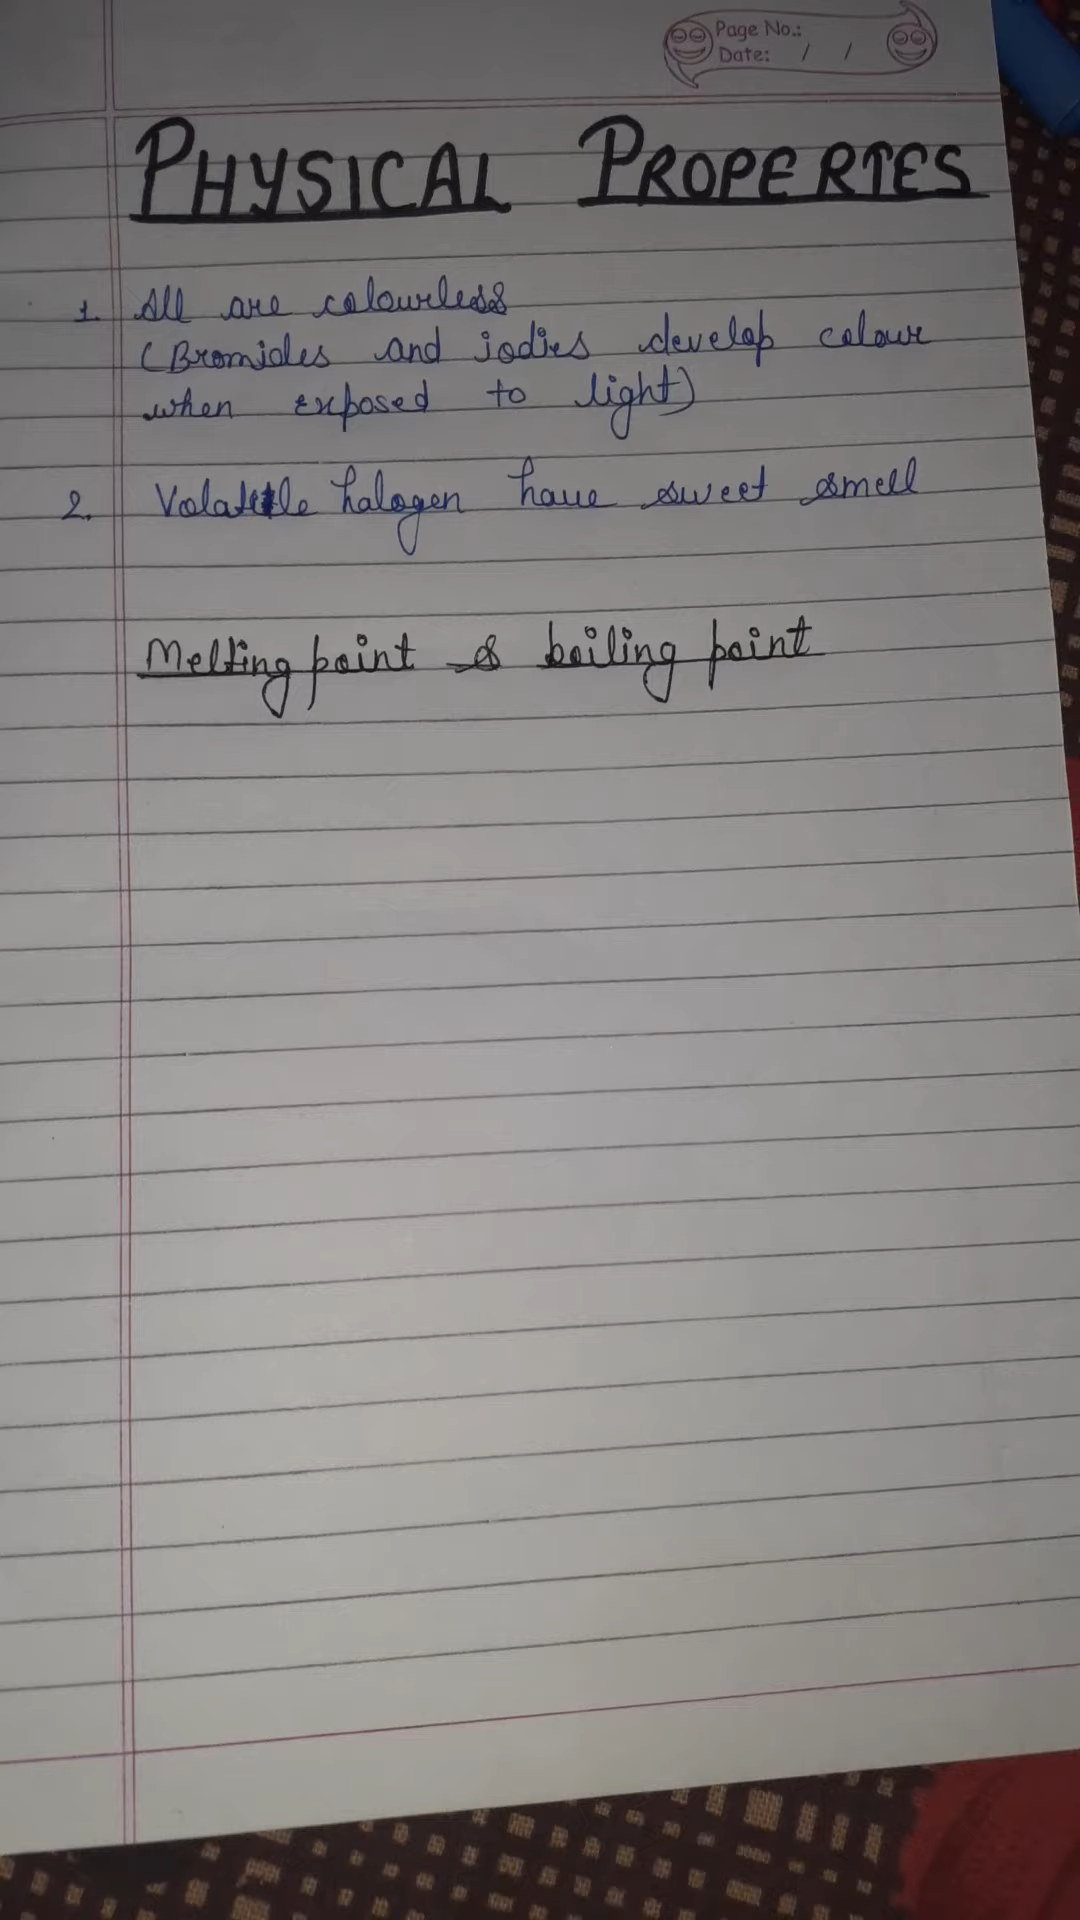 Page No.:
Date: / /
PHYSICAL PROPERTES
1. All are colourless
(Bromides and iodies develop colour
when exposed to light)
2. Volatile halogen have sweet smell
Melting point & boiling point